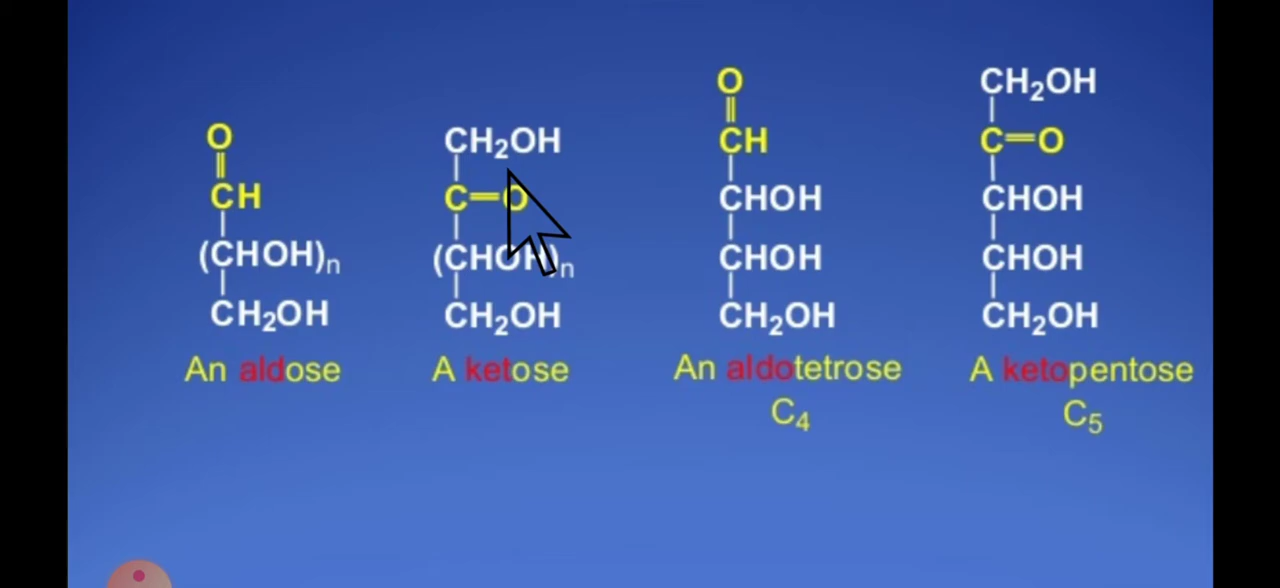 O
||
CH
(CHOH)n
CH2OH
An aldose
CH2OH
C=O
(CHOH)n
CH2OH
A ketose
O
||
CH
CHOH
CHOH
CH2OH
An aldotetrose
C4
CH2OH
C=O
CHOH
CHOH
CH2OH
A ketopentose
C5